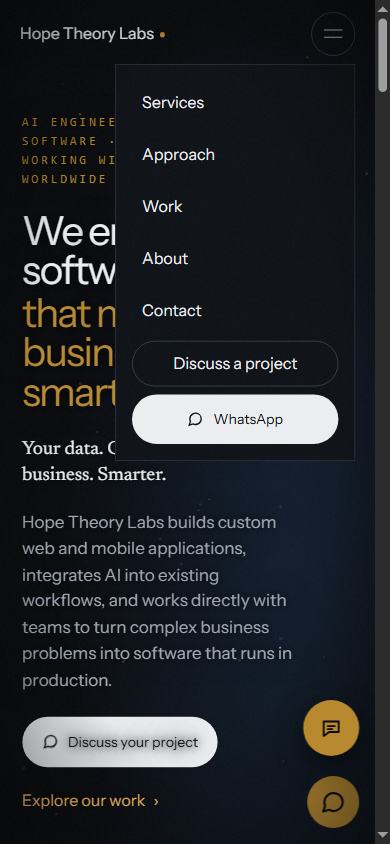 Hope Theory Labs
AI ENGINEE
SOFTWARE ·
WORKING WI
WORLDWIDE
We en
softw
that m
busin
smart
Services
Approach
Work
About
Contact
Discuss a project
WhatsApp
Your data.
business. Smarter.
Hope Theory Labs builds custom
web and mobile applications,
integrates AI into existing
workflows, and works directly with
teams to turn complex business
problems into software that runs in
production.
Discuss your project
Explore our work ›